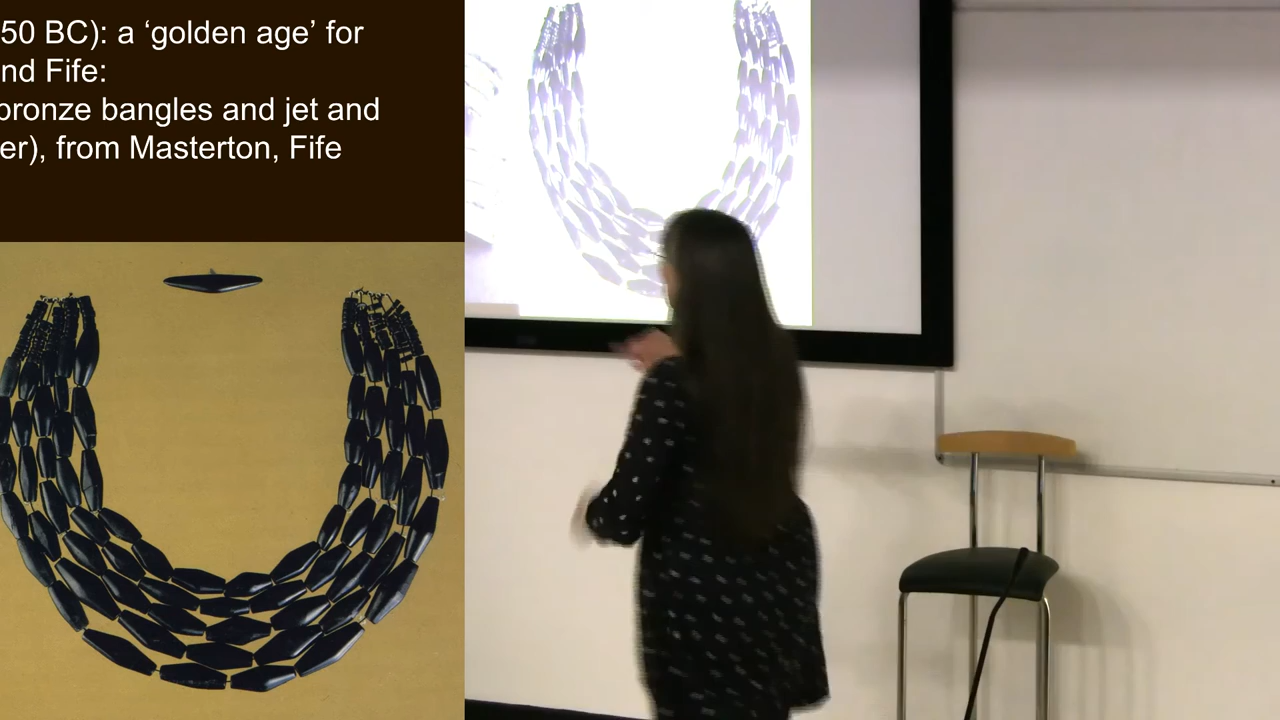 50 BC): a ‘golden age’ for
nd Fife:
bronze bangles and jet and
er), from Masterton, Fife